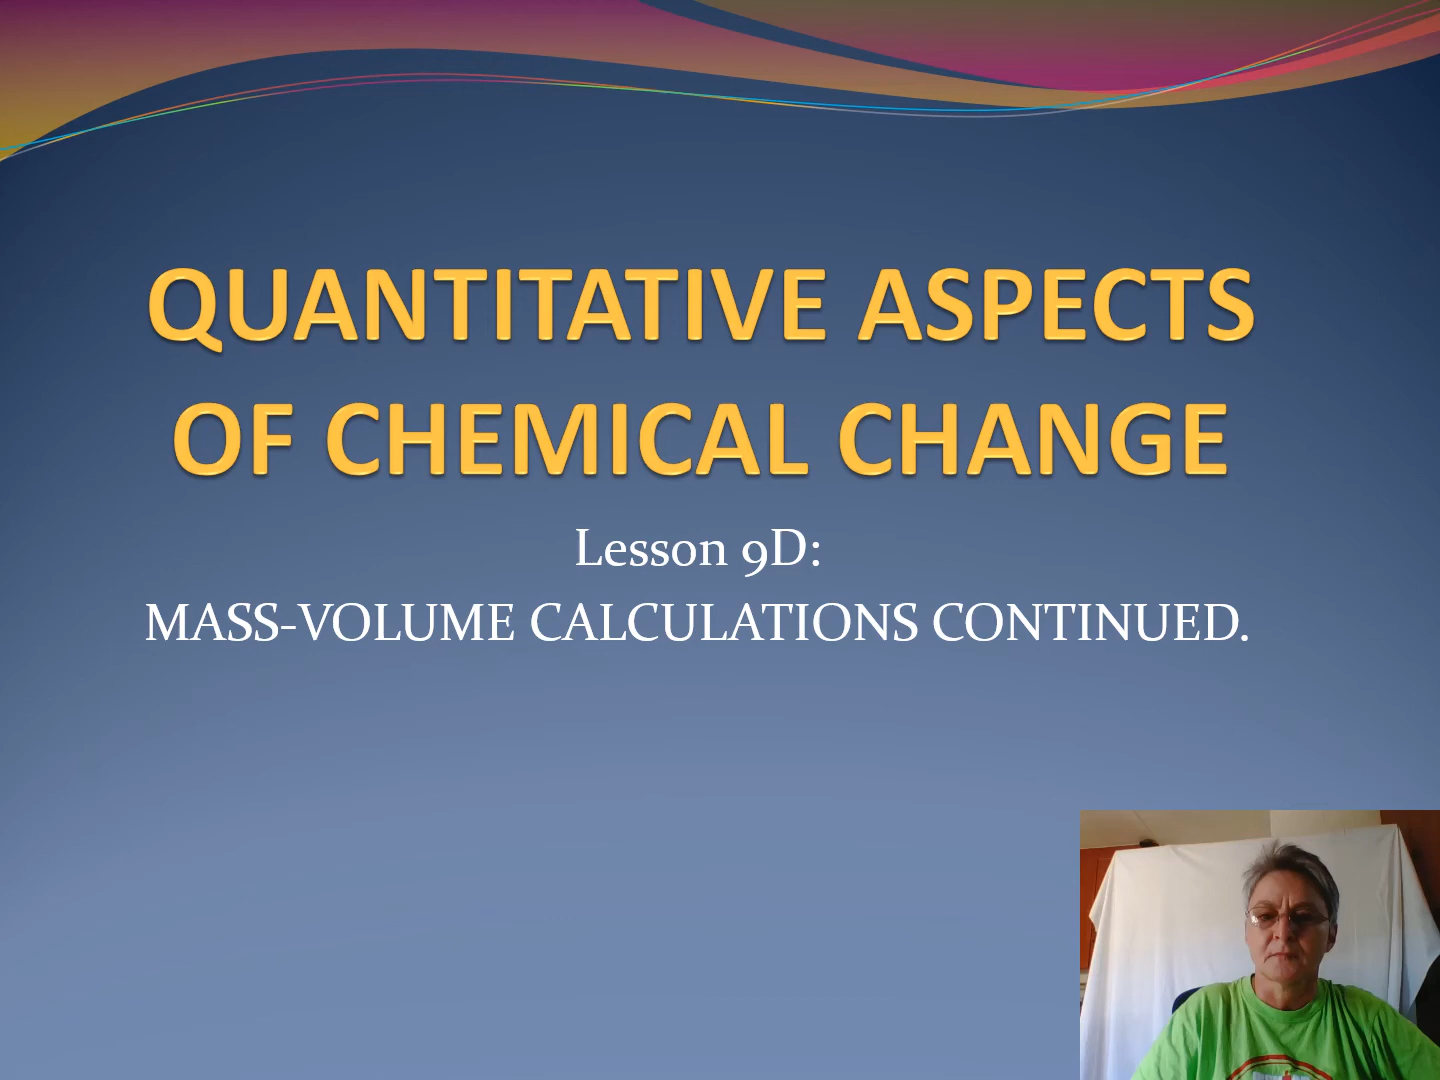 QUANTITATIVE ASPECTS
OF CHEMICAL CHANGE
Lesson 9D:
MASS-VOLUME CALCULATIONS CONTINUED.